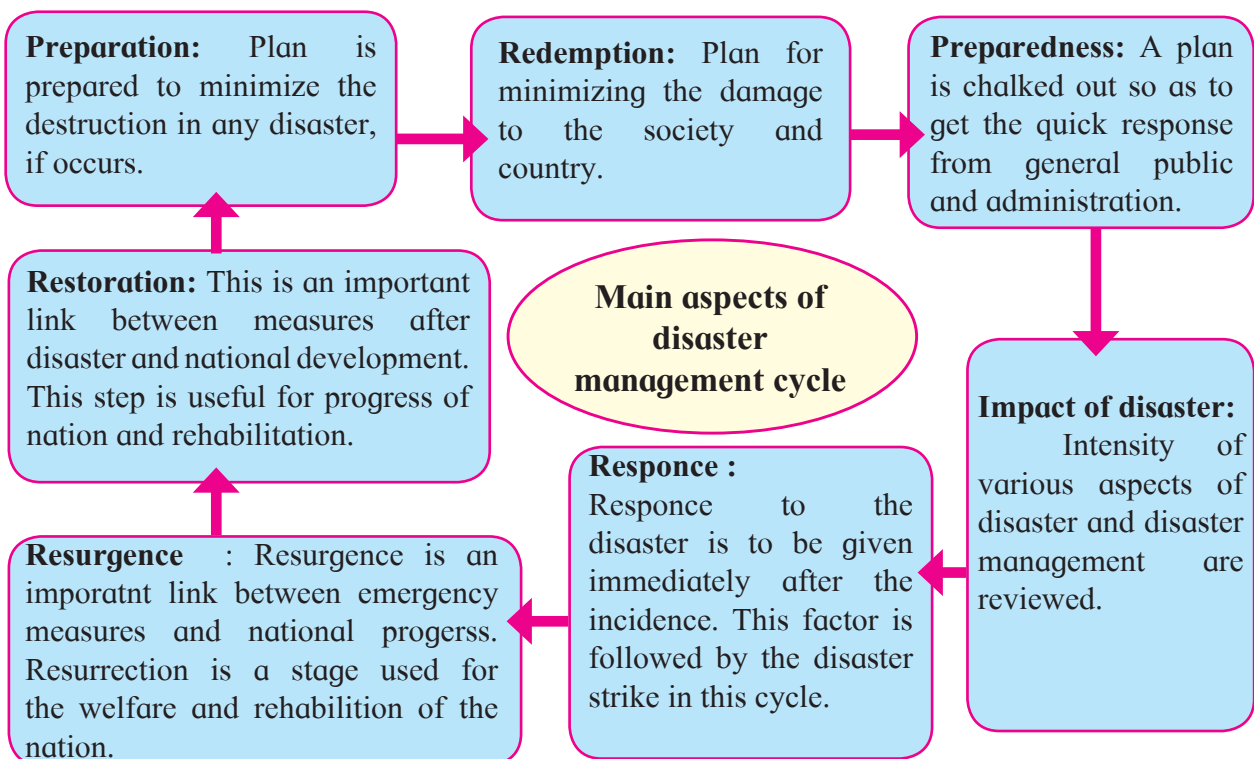 Preparation: Plan is
prepared to minimize the
destruction in any disaster,
if occurs.
Redemption: Plan for
minimizing the damage
to the society and
country.
Preparedness: A plan
is chalked out so as to
get the quick response
from general public
and administration.
Restoration: This is an important
link between measures after
disaster and national development.
This step is useful for progress of
nation and rehabilitation.
Main aspects of
disaster
management cycle
Impact of disaster:
Intensity of
various aspects of
disaster and disaster
management are
reviewed.
Responce :
Responce to the
disaster is to be given
immediately after the
incidence. This factor is
followed by the disaster
strike in this cycle.
Resurgence : Resurgence is an
imporatnt link between emergency
measures and national progerss.
Resurrection is a stage used for
the welfare and rehabilition of the
nation.